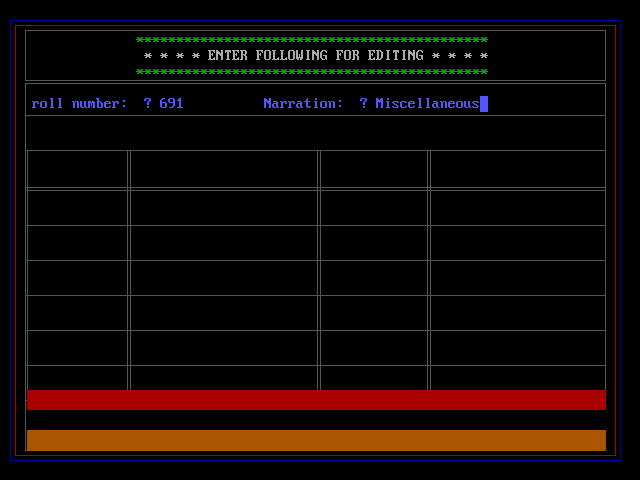 ********************************************
* * * * ENTER FOLLOWING FOR EDITING * * * *
********************************************
roll number: ? 691 Narration: ? Miscellaneous